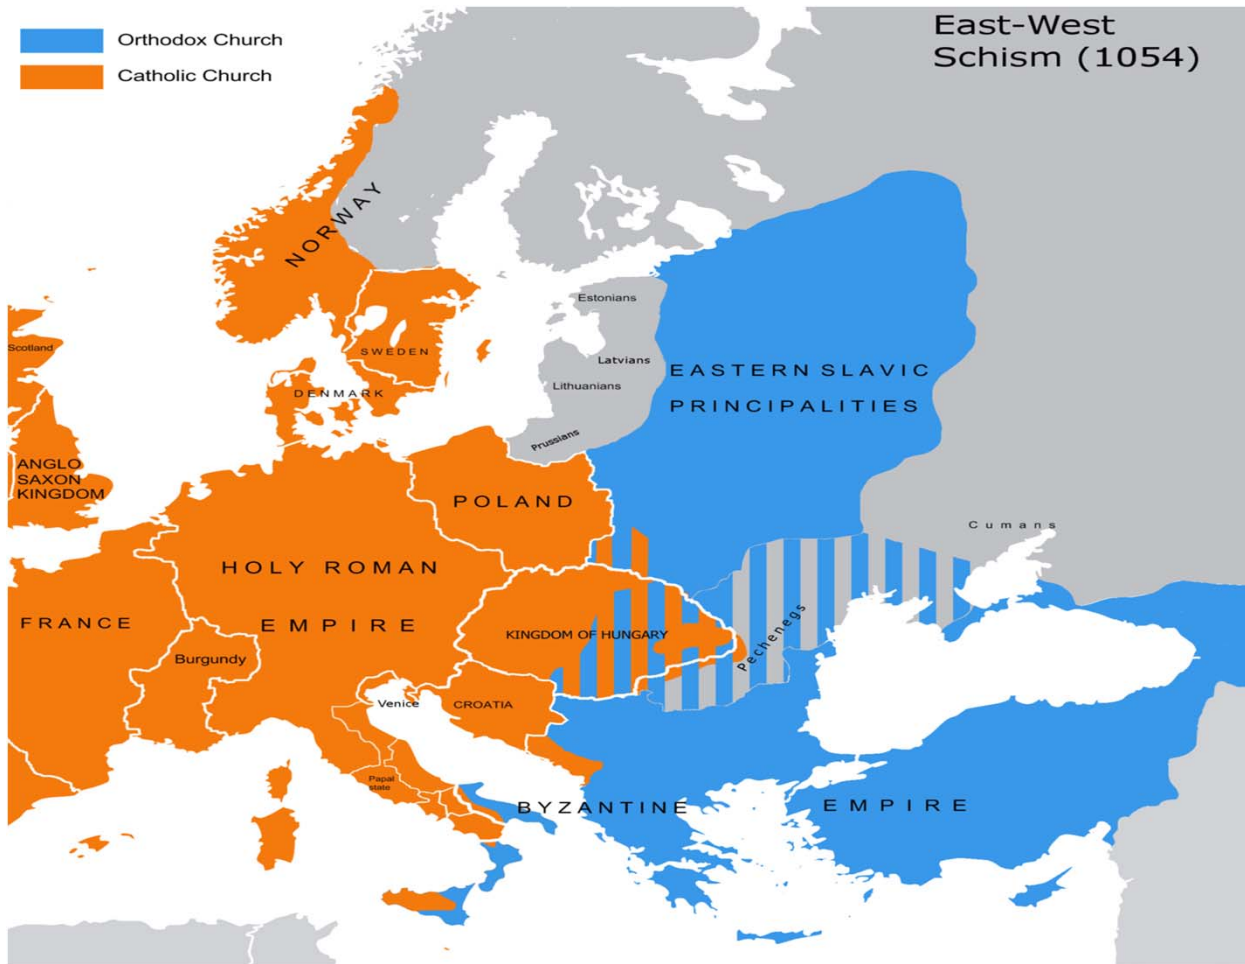 East-West
Schism (1054)
Orthodox Church
Catholic Church
NORWAY
Estonians
Scotland
SWEDEN
Latvians
EASTERN SLAVIC
Lithuanians
DENMARK
PRINCIPALITIES
Prussians
ANGLO
SAXON
KINGDOM
POLAND
Cumans
HOLY ROMAN
FRANCE
EMPIRE
KINGDOM OF HUNGARY
Pechenegs
Burgundy
Venice
CROATIA
Papal
state
BYZANTINE
EMPIRE